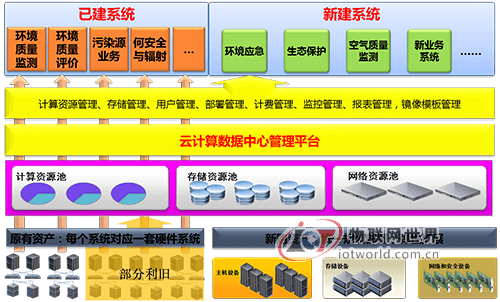 已建系统
新建系统
环境
质量
监测
环境
质量
评价
污染源
业务
何安全
与辐射
...
环境应急
生态保护
空气质量
监测
新业务
系统
......
计算资源管理、存储管理、用户管理、部署管理、计费管理、监控管理、报表管理，镜像模板管理
云计算数据中心管理平台
计算资源池
存储资源池
网络资源池
原有资产：每个系统对应一套硬件系统
物联网世界
iotworld.com.cn
部分利旧
主机设备
存储设备
网络和安全设备